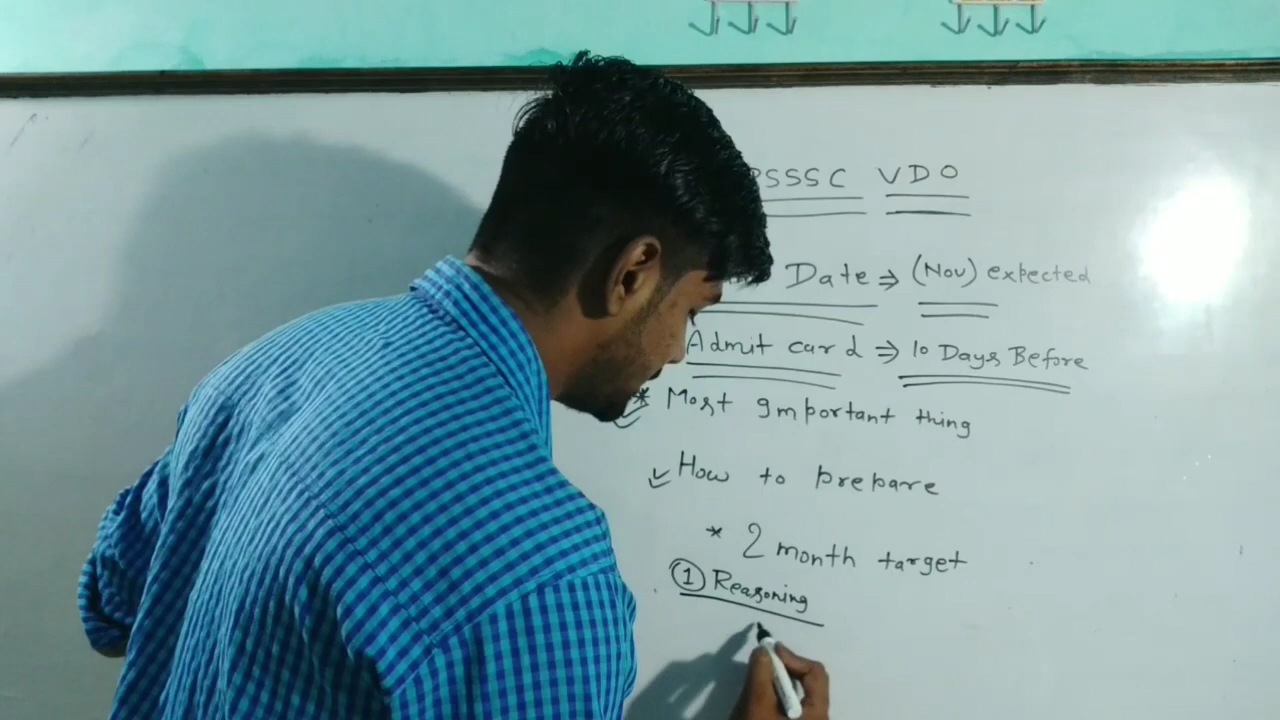 PSSSC VDO
Date ⇒ (Nov) expected
Admit card ⇒ 10 Days Before
* Most Important thing
✓ How to prepare
* 2 month target
① Reasoning